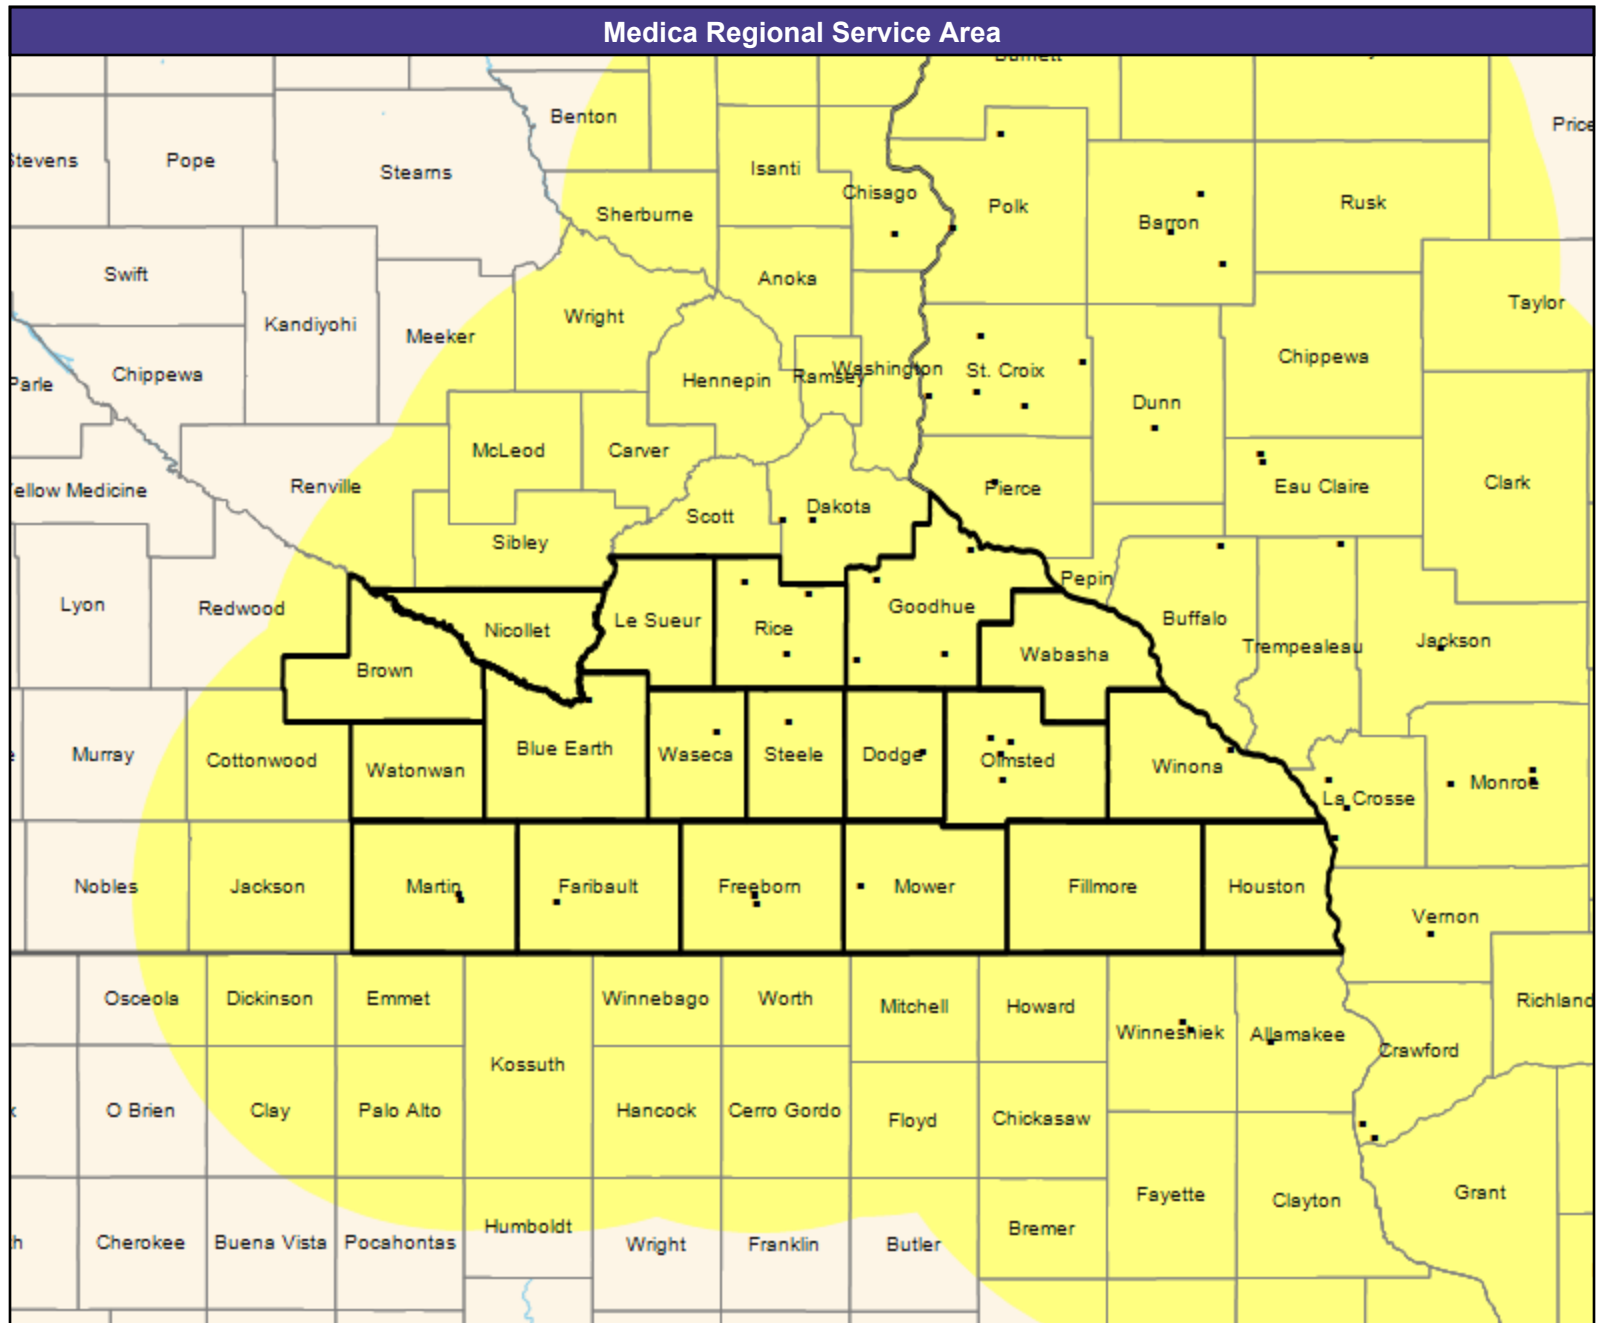 Medica Regional Service Area
Burnett
Benton
Price
Stevens
Pope
Stearns
Isanti
Chisago
Sherburne
Polk
Barron
Rusk
Swift
Anoka
Taylor
Kandiyohi
Wright
Meeker
Chippewa
Parle
Chippewa
Hennepin
Ramsey
Washington
St. Croix
Dunn
McLeod
Carver
Clark
Yellow Medicine
Renville
Scott
Dakota
Pierce
Eau Claire
Sibley
Pepin
Lyon
Redwood
Nicollet
Le Sueur
Rice
Goodhue
Buffalo
Trempealeau
Jackson
Brown
Wabasha
Murray
Cottonwood
Watonwan
Blue Earth
Waseca
Steele
Dodge
Olmsted
Winona
La Crosse
Monroe
Nobles
Jackson
Martin
Faribault
Freeborn
Mower
Fillmore
Houston
Vernon
Osceola
Dickinson
Emmet
Winnebago
Worth
Mitchell
Howard
Winneshiek
Allamakee
Crawford
Richland
Kossuth
O Brien
Clay
Palo Alto
Hancock
Cerro Gordo
Floyd
Chickasaw
Fayette
Clayton
Grant
Cherokee
Buena Vista
Pocahontas
Humboldt
Wright
Franklin
Butler
Bremer